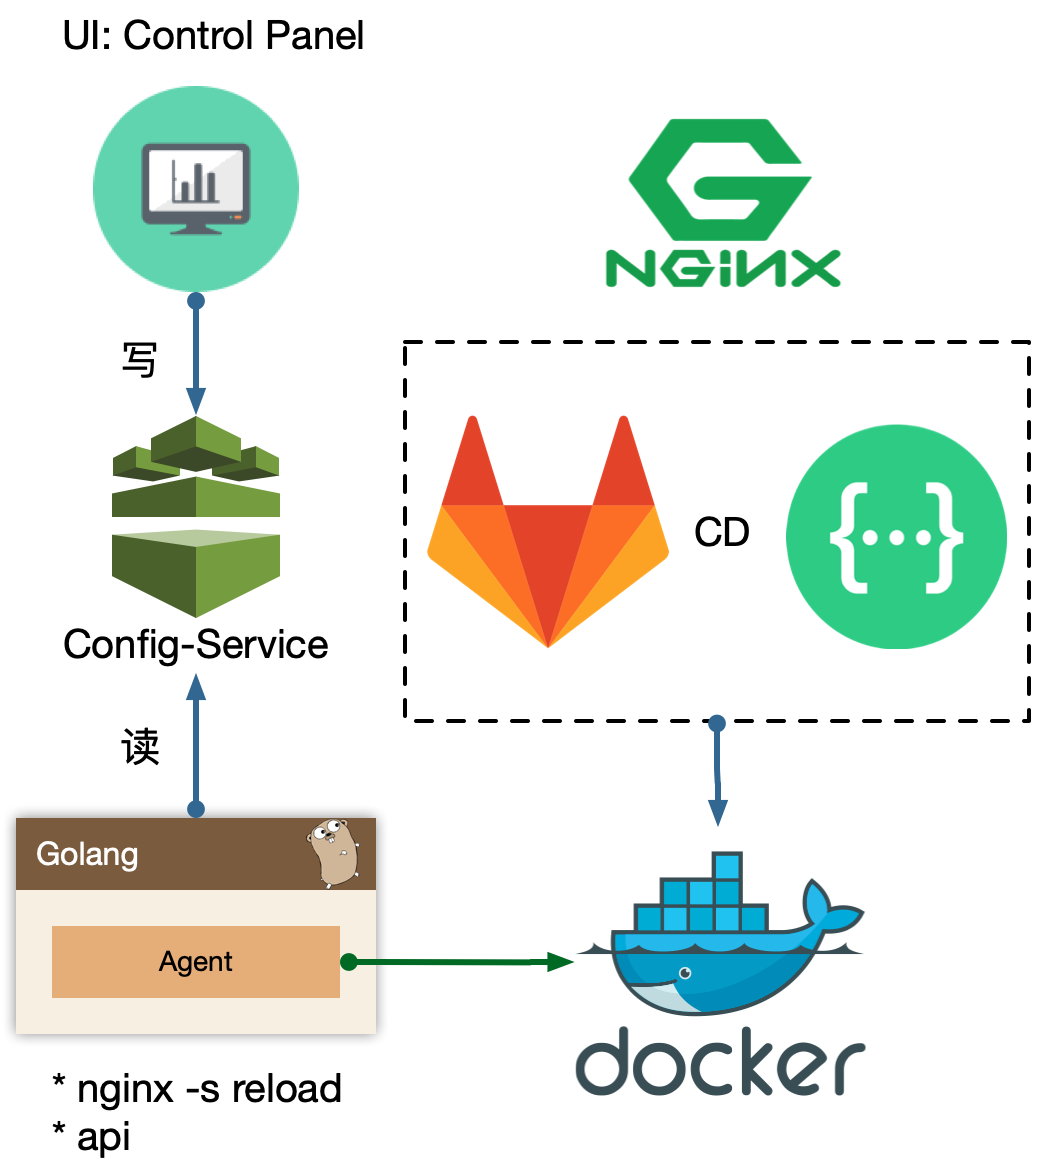 UI: Control Panel
NGINX
写
CD
{...}
Config-Service
读
Golang
Agent
docker
* nginx -s reload
* api